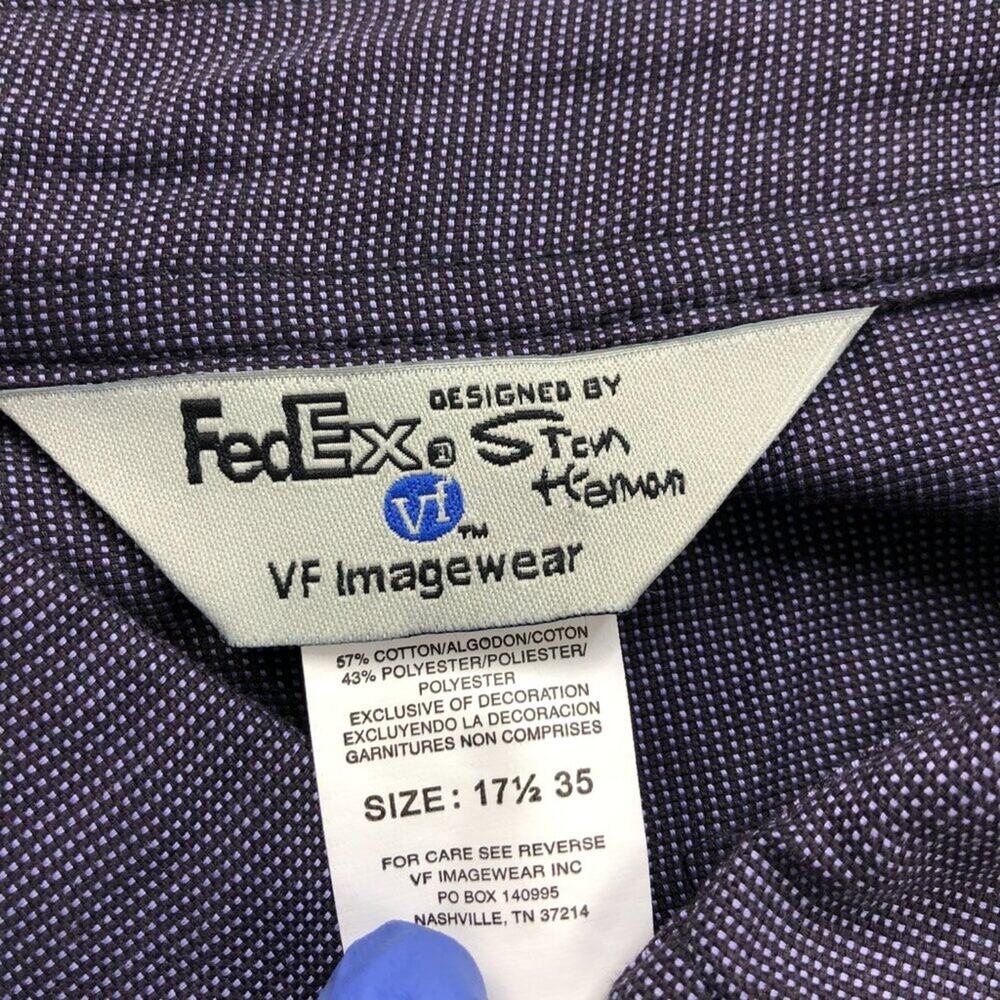 FedEx® DESIGNED BY
Stan
Herman
vf™
VF Imagewear
57% COTTON/ALGODON/COTON
43% POLYESTER/POLIESTER/
POLYESTER
EXCLUSIVE OF DECORATION
EXCLUYENDO LA DECORACION
GARNITURES NON COMPRISES
SIZE: 17½ 35
FOR CARE SEE REVERSE
VF IMAGEWEAR INC
PO BOX 140995
NASHVILLE, TN 37214